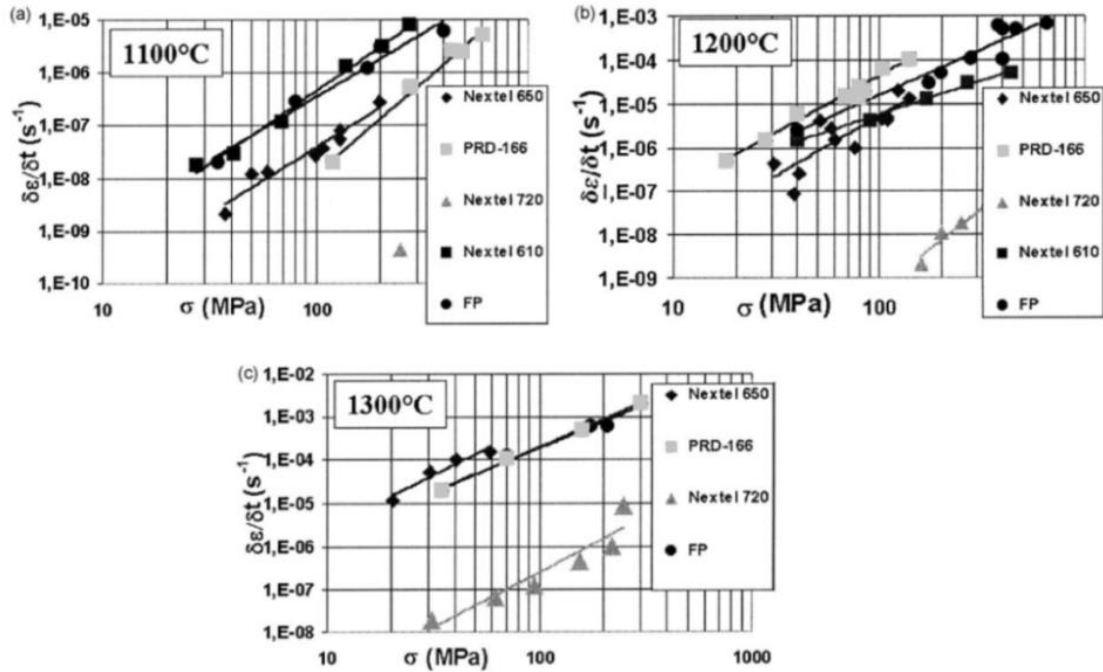 (a)
1,E-05
1,E-06
1,E-07
1,E-08
1,E-09
1,E-10
1100°C
δε/δt (s⁻¹)
10
σ (MPa)
100
Nextel 650
PRD-166
Nextel 720
Nextel 610
FP
(b)
1,E-03
1,E-04
1,E-05
1,E-06
1,E-07
1,E-08
1,E-09
1200°C
δε/δt (s⁻¹)
10
σ (MPa)
100
Nextel 650
PRD-166
Nextel 720
Nextel 610
FP
(c)
1,E-02
1,E-03
1,E-04
1,E-05
1,E-06
1,E-07
1,E-08
1300°C
δε/δt (s⁻¹)
10
σ (MPa)
100
1000
Nextel 650
PRD-166
Nextel 720
FP